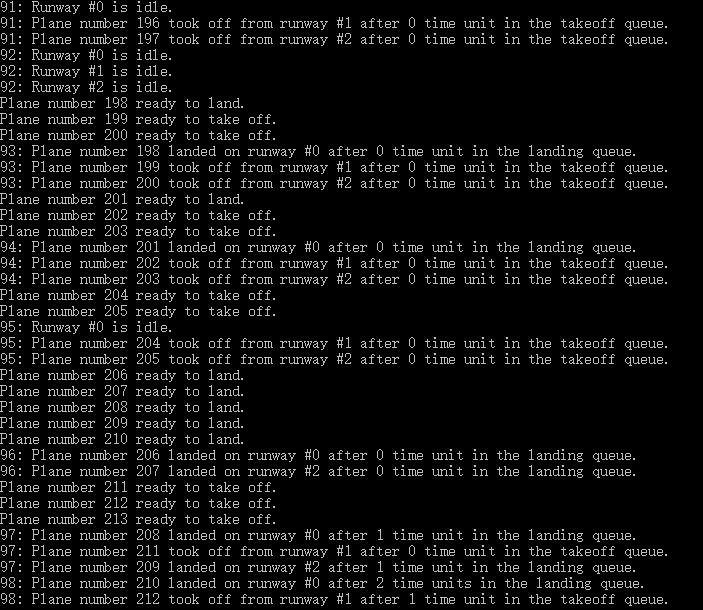 91: Runway #0 is idle.
91: Plane number 196 took off from runway #1 after 0 time unit in the takeoff queue.
91: Plane number 197 took off from runway #2 after 0 time unit in the takeoff queue.
92: Runway #0 is idle.
92: Runway #1 is idle.
92: Runway #2 is idle.
Plane number 198 ready to land.
Plane number 199 ready to take off.
Plane number 200 ready to take off.
93: Plane number 198 landed on runway #0 after 0 time unit in the landing queue.
93: Plane number 199 took off from runway #1 after 0 time unit in the takeoff queue.
93: Plane number 200 took off from runway #2 after 0 time unit in the takeoff queue.
Plane number 201 ready to land.
Plane number 202 ready to take off.
Plane number 203 ready to take off.
94: Plane number 201 landed on runway #0 after 0 time unit in the landing queue.
94: Plane number 202 took off from runway #1 after 0 time unit in the takeoff queue.
94: Plane number 203 took off from runway #2 after 0 time unit in the takeoff queue.
Plane number 204 ready to take off.
Plane number 205 ready to take off.
95: Runway #0 is idle.
95: Plane number 204 took off from runway #1 after 0 time unit in the takeoff queue.
95: Plane number 205 took off from runway #2 after 0 time unit in the takeoff queue.
Plane number 206 ready to land.
Plane number 207 ready to land.
Plane number 208 ready to land.
Plane number 209 ready to land.
Plane number 210 ready to land.
96: Plane number 206 landed on runway #0 after 0 time unit in the landing queue.
96: Plane number 207 landed on runway #2 after 0 time unit in the landing queue.
Plane number 211 ready to take off.
Plane number 212 ready to take off.
Plane number 213 ready to take off.
97: Plane number 208 landed on runway #0 after 1 time unit in the landing queue.
97: Plane number 211 took off from runway #1 after 0 time unit in the takeoff queue.
97: Plane number 209 landed on runway #2 after 1 time unit in the landing queue.
98: Plane number 210 landed on runway #0 after 2 time units in the landing queue.
98: Plane number 212 took off from runway #1 after 1 time unit in the takeoff queue.